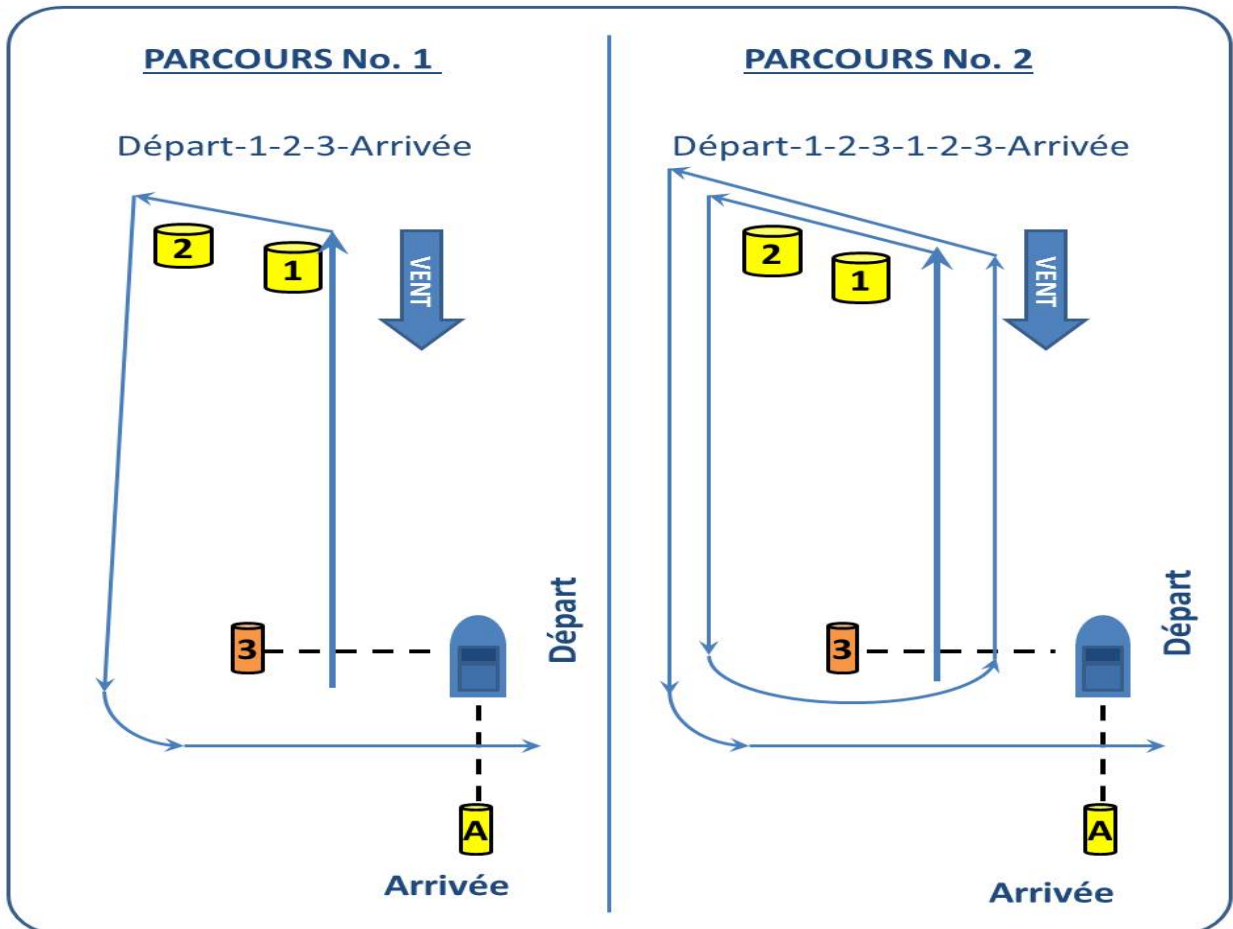 PARCOURS No. 1
Départ-1-2-3-Arrivée
2
1
VENT
3
Départ
A
Arrivée
PARCOURS No. 2
Départ-1-2-3-1-2-3-Arrivée
2
1
VENT
3
Départ
A
Arrivée